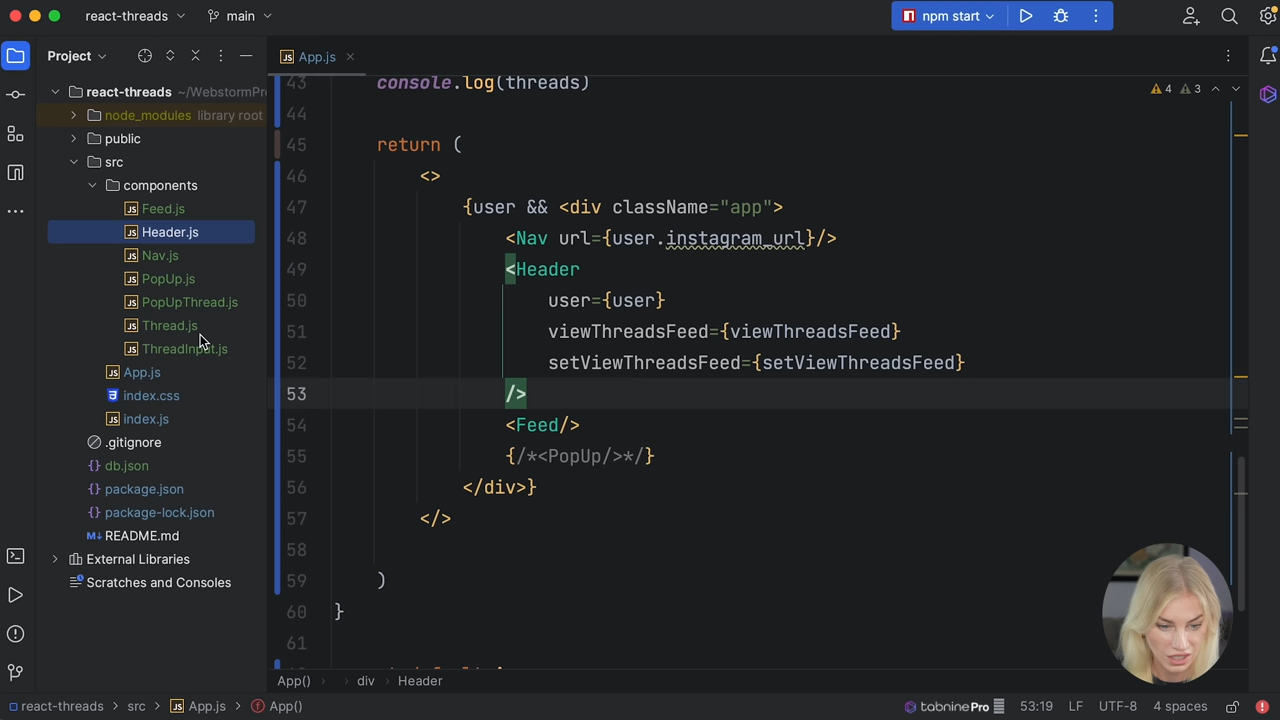 react-threads
main
npm start
Project
App.js
4
3
react-threads ~/WebstormPr
node_modules library root
public
src
components
Feed.js
Header.js
Nav.js
PopUp.js
PopUpThread.js
Thread.js
ThreadInput.js
App.js
index.css
index.js
.gitignore
db.json
package.json
package-lock.json
README.md
External Libraries
Scratches and Consoles
43 console.log(threads)
44
45 return (
46 <>
47 {user && <div className="app">
48 <Nav url={user.instagram_url}/>
49 <Header
50 user={user}
51 viewThreadsFeed={viewThreadsFeed}
52 setViewThreadsFeed={setViewThreadsFeed}
53 />
54 <Feed/>
55 {/*<PopUp/>*/}
56 </div>}
57 </>
58
59 )
60 }
61
App() div Header
react-threads src App.js App()
tabnine Pro 53:19 LF UTF-8 4 spaces